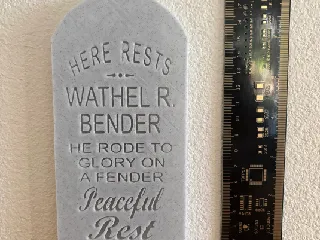 HERE RESTS
WATHEL R.
BENDER
HE RODE TO
GLORY ON
A FENDER
Peaceful
Rest